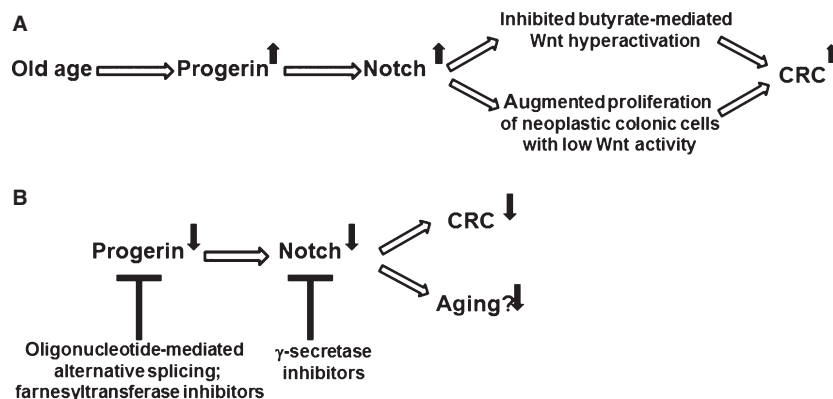 A
Old age Progerin Notch
Inhibited butyrate-mediated
Wnt hyperactivation
Augmented proliferation
of neoplastic colonic cells
with low Wnt activity
CRC
B
Progerin Notch
CRC
Aging?
Oligonucleotide-mediated
alternative splicing;
farnesyltransferase inhibitors
γ-secretase
inhibitors